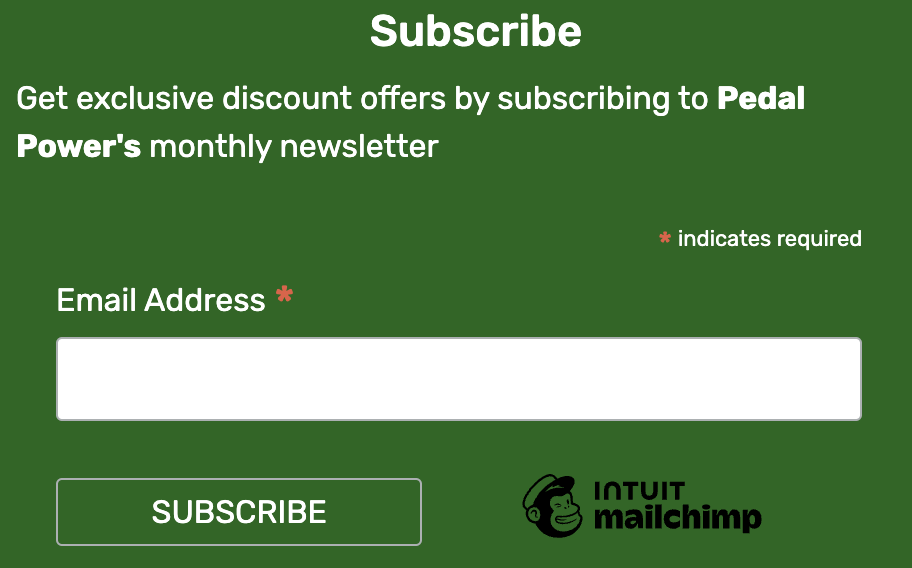 Subscribe
Get exclusive discount offers by subscribing to Pedal
Power's monthly newsletter
* indicates required
Email Address *
SUBSCRIBE
INTUIT
mailchimp